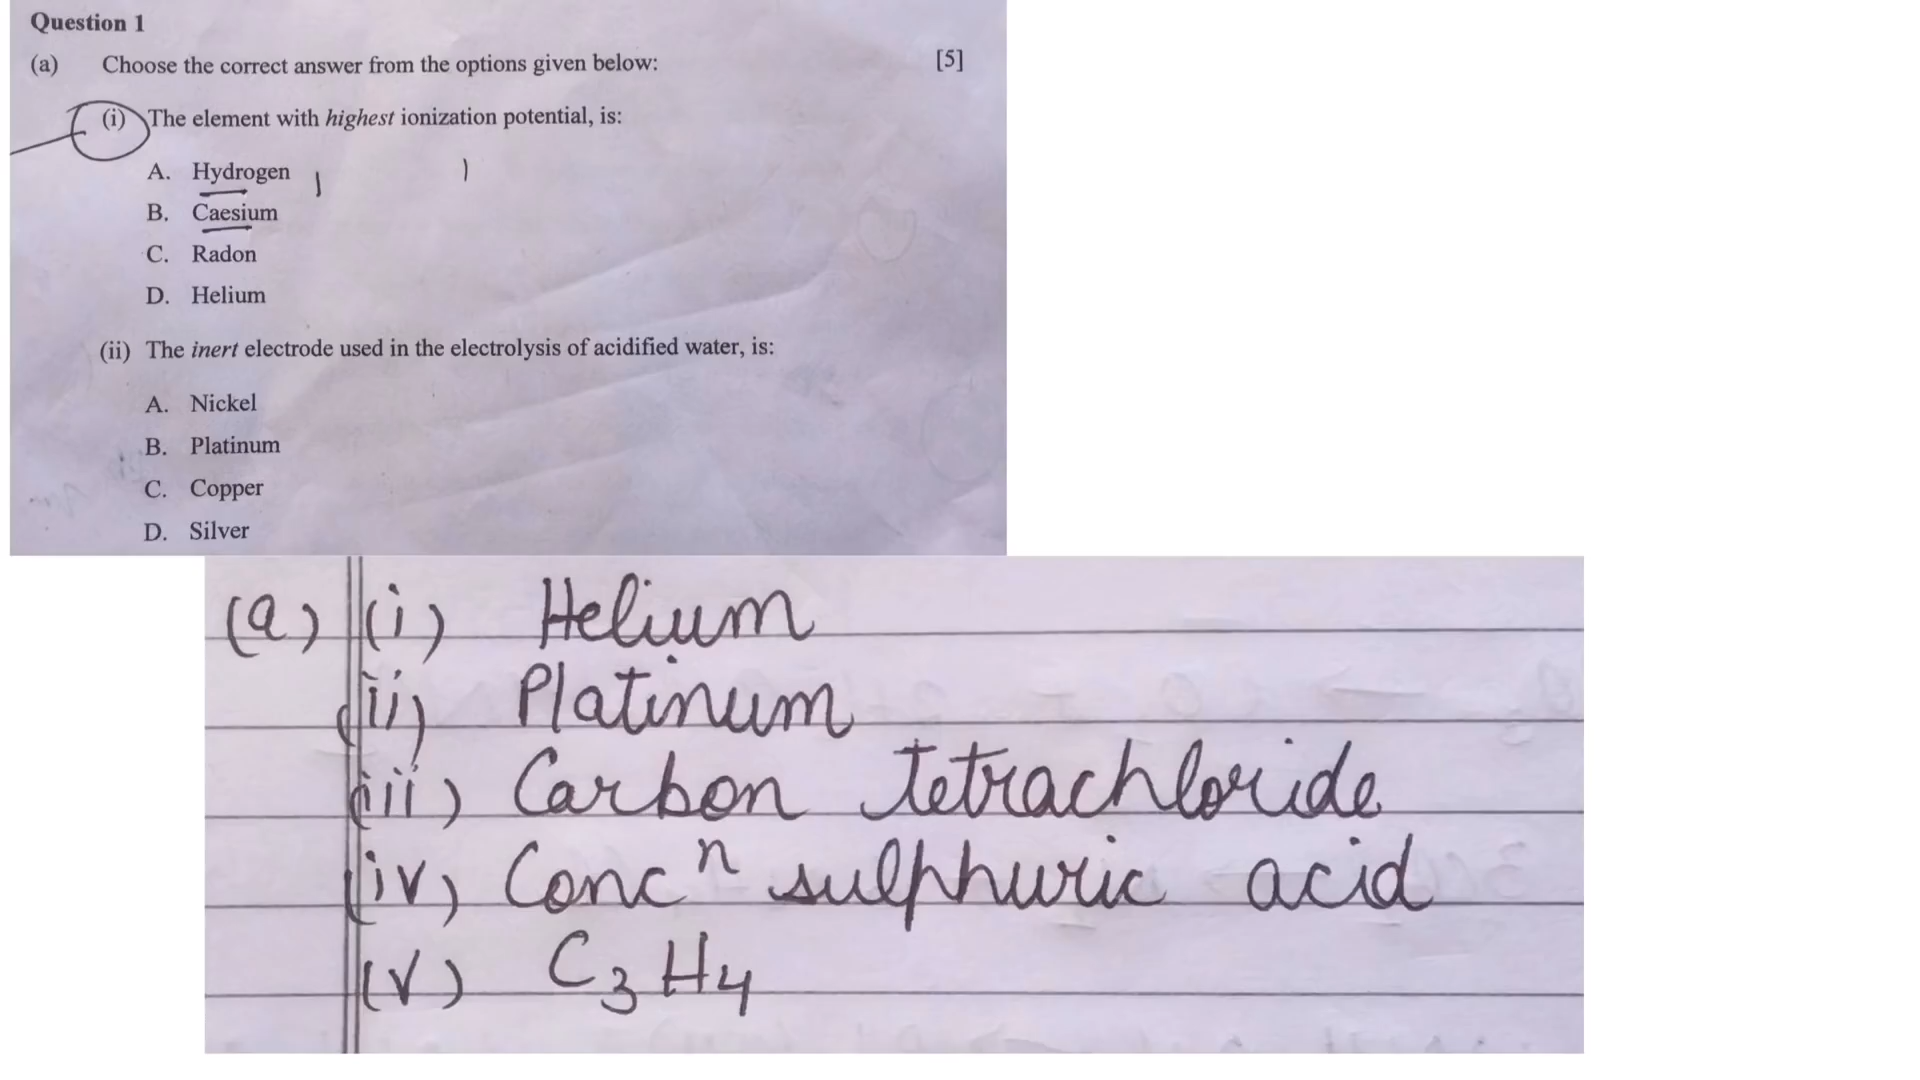 Question 1
(a) Choose the correct answer from the options given below: [5]
(i) The element with highest ionization potential, is:
A. Hydrogen
B. Caesium
C. Radon
D. Helium
(ii) The inert electrode used in the electrolysis of acidified water, is:
A. Nickel
B. Platinum
C. Copper
D. Silver
(a) (i) Helium
(ii) Platinum
(iii) Carbon tetrachloride
(iv) Concⁿ sulphuric acid
(v) C₃H₄